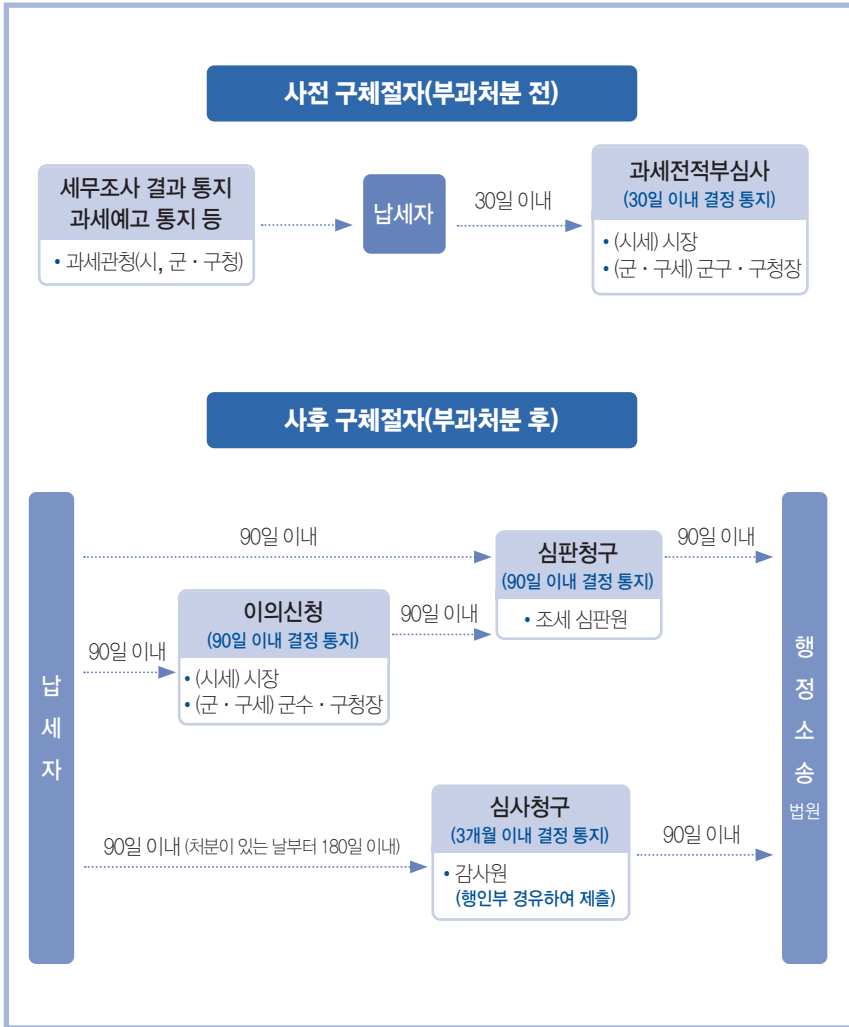 사전 구체절자(부과처분 전)
세무조사 결과 통지
과세예고 통지 등
• 과세관청(시, 군 · 구청)
납세자
30일 이내
과세전적부심사
(30일 이내 결정 통지)
• (시세) 시장
• (군 · 구세) 군구 · 구청장
사후 구체절자(부과처분 후)
납세자
90일 이내
심판청구
(90일 이내 결정 통지)
• 조세 심판원
90일 이내
90일 이내
이의신청
(90일 이내 결정 통지)
• (시세) 시장
• (군 · 구세) 군수 · 구청장
90일 이내
90일 이내 (처분이 있는 날부터 180일 이내)
심사청구
(3개월 이내 결정 통지)
• 감사원
(행인부 경유하여 제출)
90일 이내
행정소송
법원